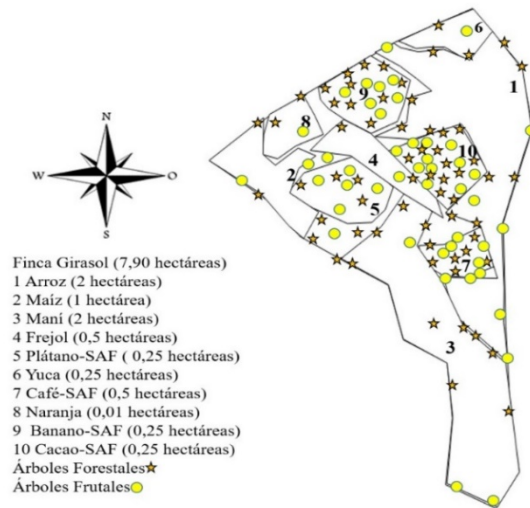 N
W
O
S
Finca Girasol (7,90 hectáreas)
1 Arroz (2 hectáreas)
2 Maíz (1 hectárea)
3 Maní (2 hectáreas)
4 Frejol (0,5 hectáreas)
5 Plátano-SAF ( 0,25 hectáreas)
6 Yuca (0,25 hectáreas)
7 Café-SAF (0,5 hectáreas)
8 Naranja (0,01 hectáreas)
9 Banano-SAF (0,25 hectáreas)
10 Cacao-SAF (0,25 hectáreas)
Árboles Forestales
Árboles Frutales
6
1
9
8
4
10
2
5
7
3